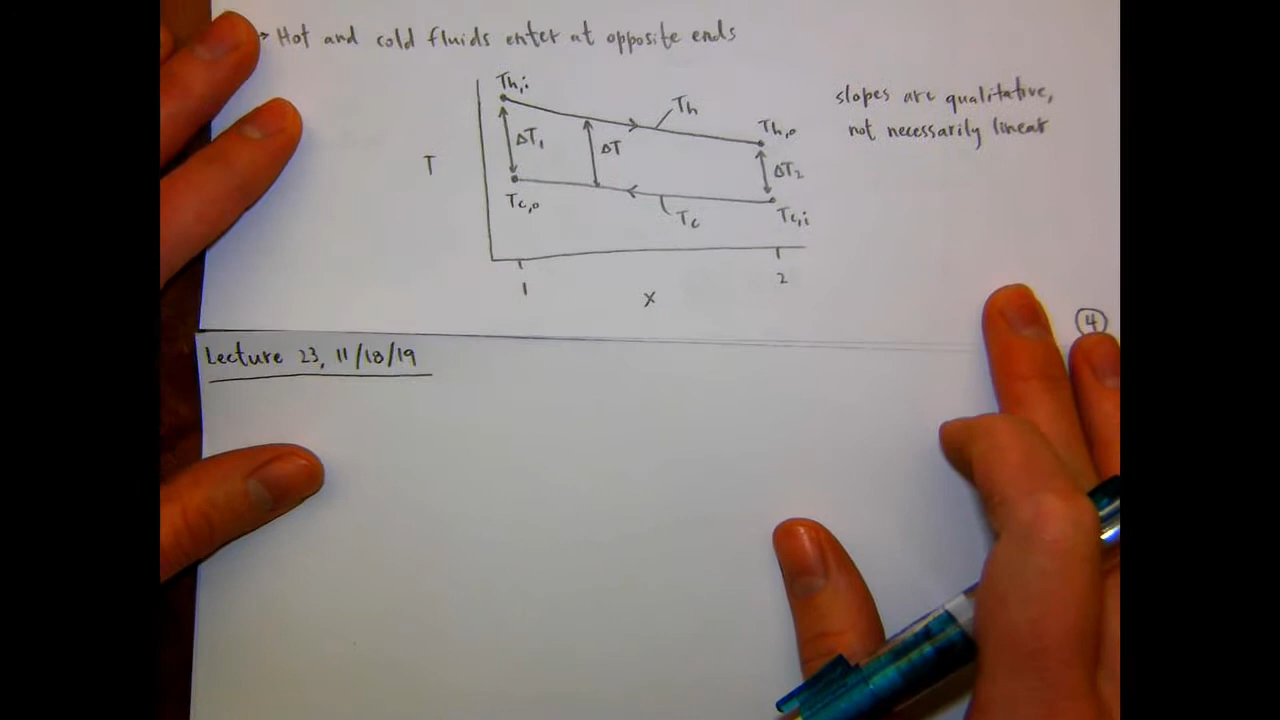 → Hot and cold fluids enter at opposite ends
Th,i
Th
slopes are qualitative,
not necessarily linear
Th,o
ΔT1
ΔT
T
ΔT2
Tc,o
Tc
Tc,i
1
2
x
4
Lecture 23, 11/18/19